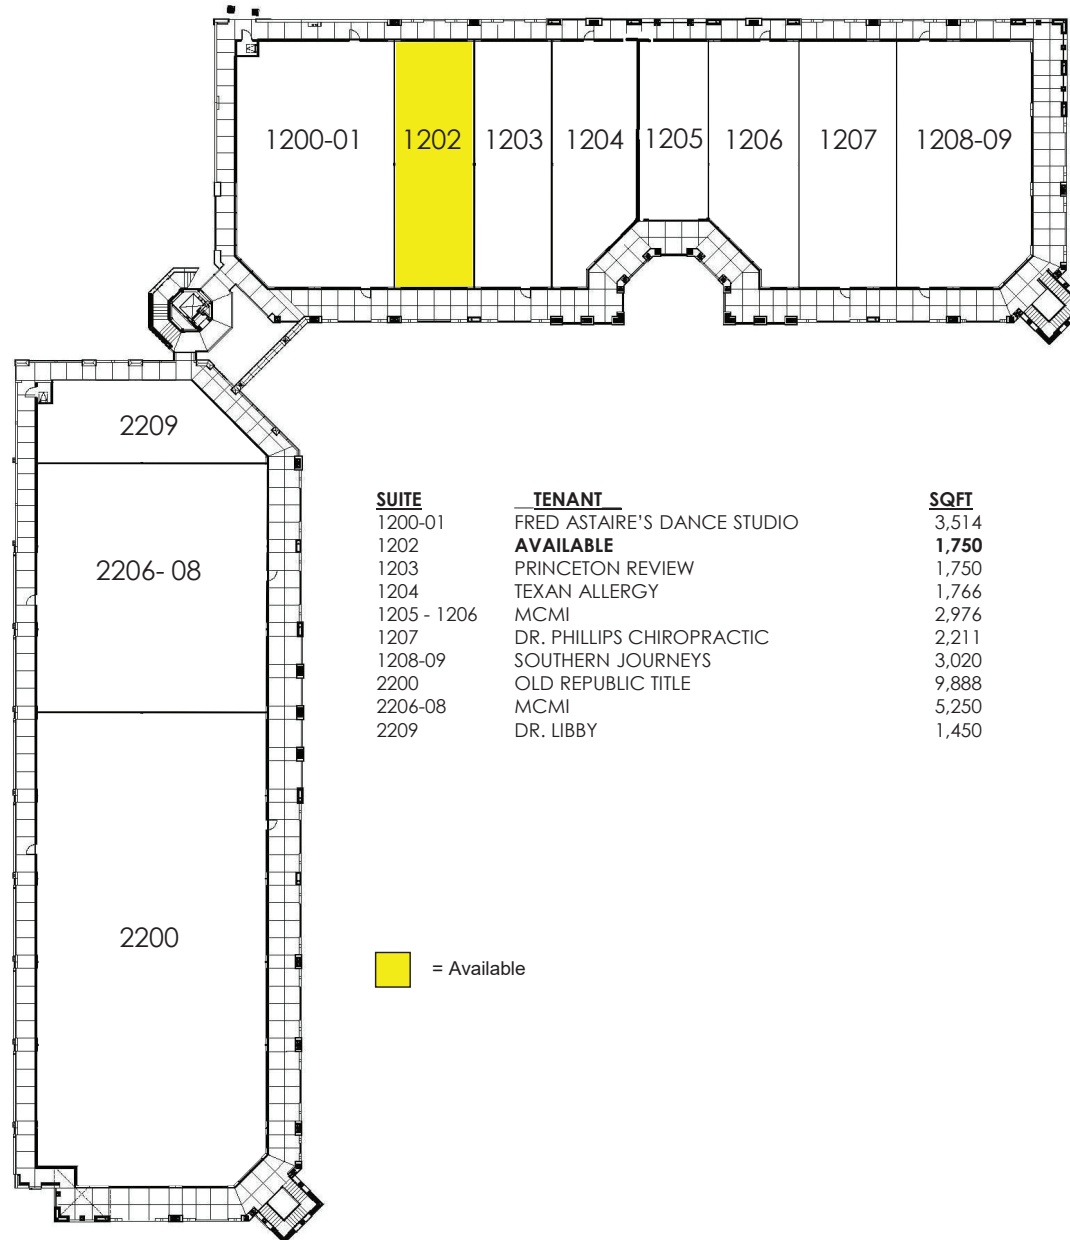 1200-01 1202 1203 1204 1205 1206 1207 1208-09
2209
2206- 08
2200
SUITE TENANT SQFT
1200-01 FRED ASTAIRE'S DANCE STUDIO 3,514
1202 AVAILABLE 1,750
1203 PRINCETON REVIEW 1,750
1204 TEXAN ALLERGY 1,766
1205 - 1206 MCMI 2,976
1207 DR. PHILLIPS CHIROPRACTIC 2,211
1208-09 SOUTHERN JOURNEYS 3,020
2200 OLD REPUBLIC TITLE 9,888
2206-08 MCMI 5,250
2209 DR. LIBBY 1,450
= Available